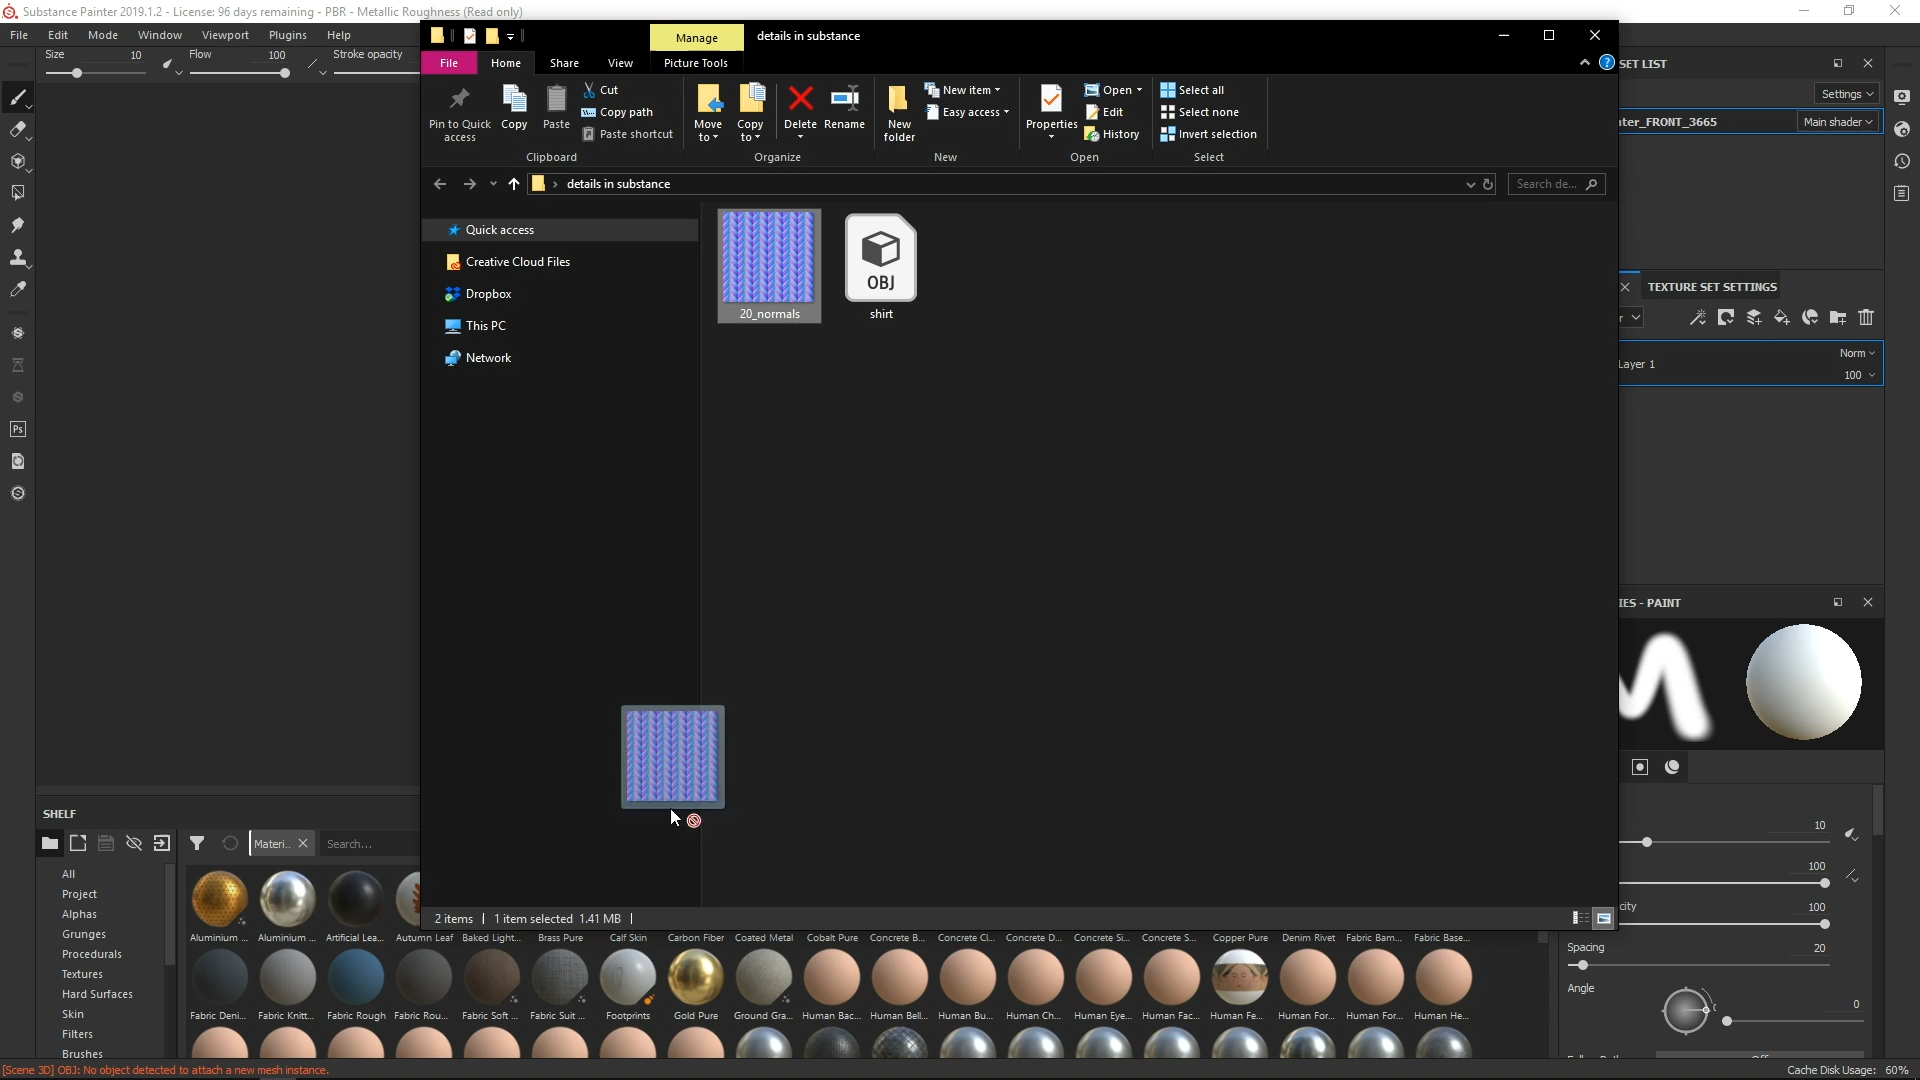 Substance Painter 2019.1.2 - License: 96 days remaining - PBR - Metallic Roughness (Read only)
File Edit Mode Window Viewport Plugins Help
Size 10 Flow 100 Stroke opacity
Manage details in substance
File Home Share View Picture Tools
Pin to Quick access
Copy
Paste
Cut
Copy path
Paste shortcut
Clipboard
Move to
Copy to
Delete
Rename
Organize
New folder
New item
Easy access
New
Properties
Open
Edit
History
Open
Select all
Select none
Invert selection
Select
details in substance
Search de...
Quick access
Creative Cloud Files
Dropbox
This PC
Network
20_normals
OBJ
shirt
2 items 1 item selected 1.41 MB
SET LIST
Settings
ter_FRONT_3665 Main shader
TEXTURE SET SETTINGS
Layer 1 Norm
100
IES - PAINT
10
100
city 100
Spacing 20
Angle
0
Ps
SHELF
Materi.. Search...
All
Project
Alphas
Grunges
Procedurals
Textures
Hard Surfaces
Skin
Filters
Brushes
Aluminium ... Aluminium ... Artificial Lea... Autumn Leaf Baked Light... Brass Pure Calf Skin Carbon Fiber Coated Metal Cobalt Pure Concrete B... Concrete Cl... Concrete D... Concrete Si... Concrete S... Copper Pure Denim Rivet Fabric Bam... Fabric Base...
Fabric Deni... Fabric Knitt... Fabric Rough Fabric Rou... Fabric Soft ... Fabric Suit ... Footprints Gold Pure Ground Gra... Human Bac... Human Bell... Human Bu... Human Ch... Human Eye... Human Fac... Human Fe... Human For... Human For... Human He...
[Scene 3D] OBJ: No object detected to attach a new mesh instance.
Cache Disk Usage: 60%